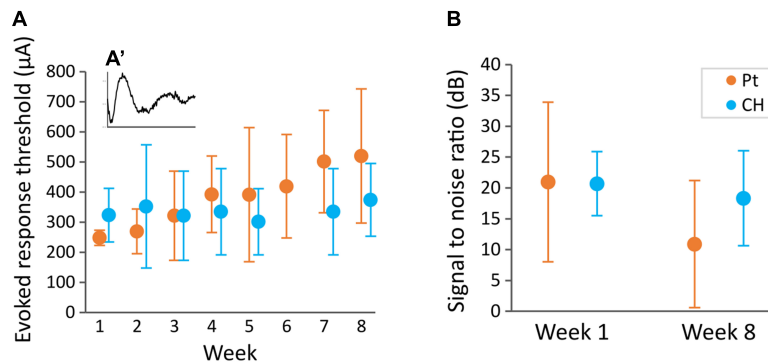 A
A'
Evoked response threshold (µA)
800
700
600
500
400
300
200
100
0
1 2 3 4 5 6 7 8
Week
B
Signal to noise ratio (dB)
40
35
30
25
20
15
10
5
0
Week 1 Week 8
Pt
CH